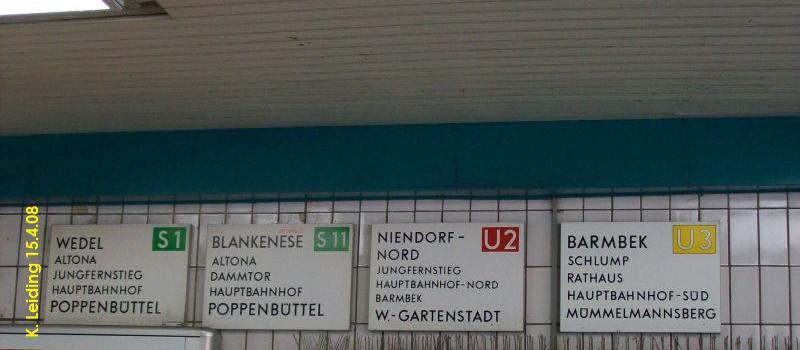 WEDEL S1
ALTONA
JUNGFERNSTIEG
HAUPTBAHNHOF
POPPENBÜTTEL
BLANKENESE S11
ALTONA
DAMMTOR
HAUPTBAHNHOF
POPPENBÜTTEL
NIENDORF- U2
NORD
JUNGFERNSTIEG
HAUPTBAHNHOF-NORD
BARMBEK
W.-GARTENSTADT
BARMBEK U3
SCHLUMP
RATHAUS
HAUPTBAHNHOF-SÜD
MÜMMELMANNSBERG
K. Leiding 15.4.08